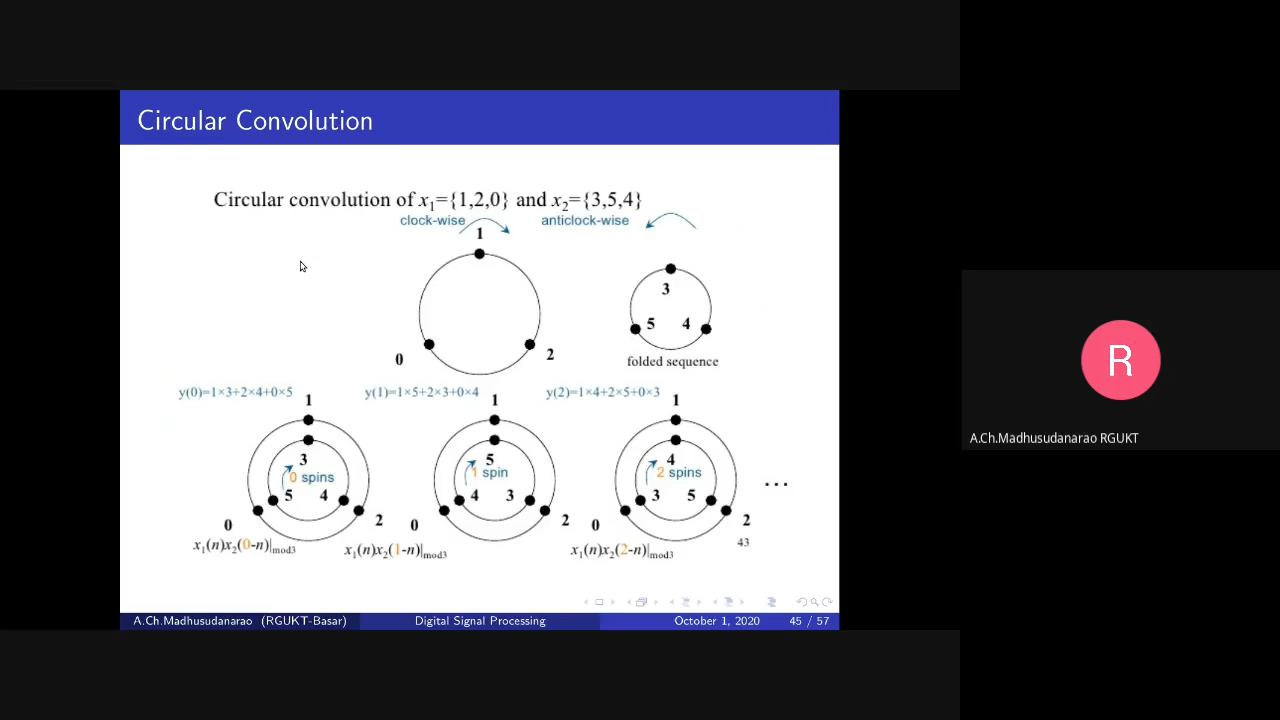 Circular Convolution
Circular convolution of x₁={1,2,0} and x₂={3,5,4}
clock-wise
anticlock-wise
1
0
2
3
5
4
folded sequence
y(0)=1×3+2×4+0×5
y(1)=1×5+2×3+0×4
y(2)=1×4+2×5+0×3
1
3
0 spins
5
4
0
2
x₁(n)x₂(0-n)|mod3
1
5
1 spin
4
3
0
2
x₁(n)x₂(1-n)|mod3
1
4
2 spins
3
5
0
2
x₁(n)x₂(2-n)|mod3
...
43
A.Ch.Madhusudanarao (RGUKT-Basar)
Digital Signal Processing
October 1, 2020
45 / 57
R
A.Ch.Madhusudanarao RGUKT